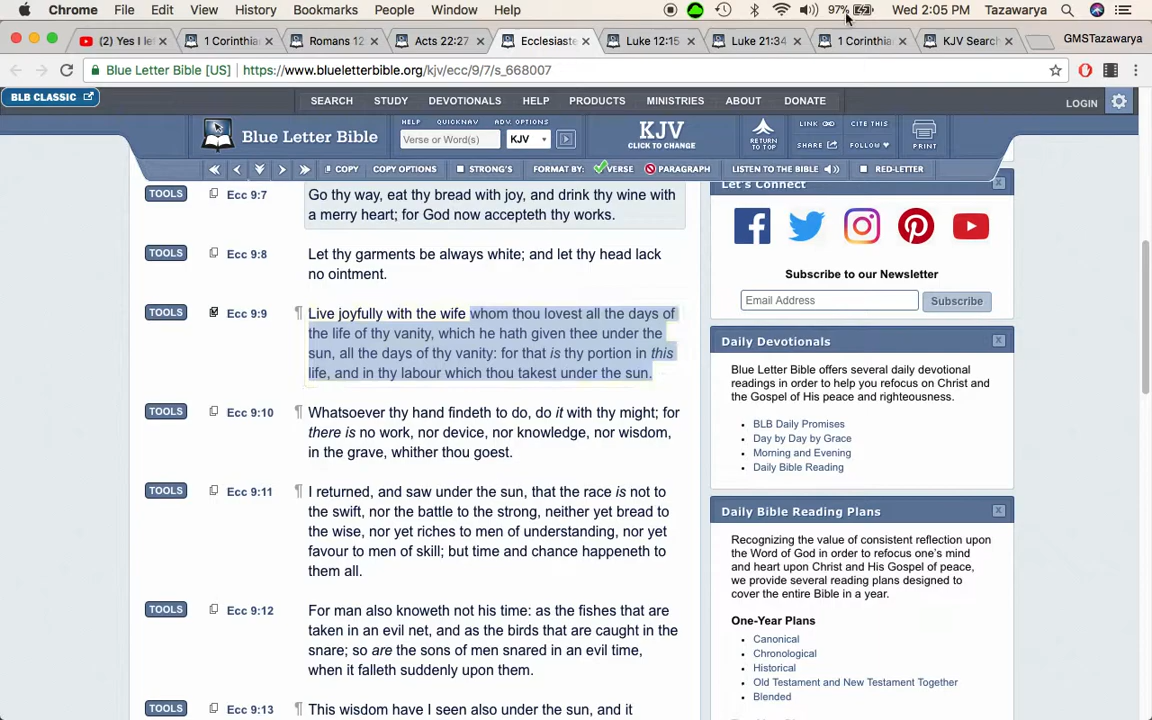 Chrome File Edit View History Bookmarks People Window Help 97% Wed 2:05 PM Tazawarya
(2) Yes I le
1 Corinthi
Romans 12
Acts 22:27
Ecclesiaste
Luke 12:15
Luke 21:34
1 Corinthia
KJV Search
GMSTazawarya
Blue Letter Bible [US] https://www.blueletterbible.org/kjv/ecc/9/7/s_668007
BLB CLASSIC
SEARCH STUDY DEVOTIONALS HELP PRODUCTS MINISTRIES ABOUT DONATE LOGIN
Blue Letter Bible
HELP QUICKNAV ADV. OPTIONS
Verse or Word(s) KJV
KJV
CLICK TO CHANGE
RETURN
TO TOP
LINK CITE THIS
SHARE FOLLOW
PRINT
COPY COPY OPTIONS STRONG'S FORMAT BY: VERSE PARAGRAPH LISTEN TO THE BIBLE RED-LETTER
TOOLS Ecc 9:7 Go thy way, eat thy bread with joy, and drink thy wine with
a merry heart; for God now accepteth thy works.
TOOLS Ecc 9:8 Let thy garments be always white; and let thy head lack
no ointment.
TOOLS Ecc 9:9 ¶ Live joyfully with the wife whom thou lovest all the days of
the life of thy vanity, which he hath given thee under the
sun, all the days of thy vanity: for that is thy portion in this
life, and in thy labour which thou takest under the sun.
TOOLS Ecc 9:10 ¶ Whatsoever thy hand findeth to do, do it with thy might; for
there is no work, nor device, nor knowledge, nor wisdom,
in the grave, whither thou goest.
TOOLS Ecc 9:11 ¶ I returned, and saw under the sun, that the race is not to
the swift, nor the battle to the strong, neither yet bread to
the wise, nor yet riches to men of understanding, nor yet
favour to men of skill; but time and chance happeneth to
them all.
TOOLS Ecc 9:12 For man also knoweth not his time: as the fishes that are
taken in an evil net, and as the birds that are caught in the
snare; so are the sons of men snared in an evil time,
when it falleth suddenly upon them.
TOOLS Ecc 9:13 ¶ This wisdom have I seen also under the sun, and it
Let's Connect
Subscribe to our Newsletter
Email Address Subscribe
Daily Devotionals
Blue Letter Bible offers several daily devotional
readings in order to help you refocus on Christ and
the Gospel of His peace and righteousness.
BLB Daily Promises
Day by Day by Grace
Morning and Evening
Daily Bible Reading
Daily Bible Reading Plans
Recognizing the value of consistent reflection upon
the Word of God in order to refocus one's mind
and heart upon Christ and His Gospel of peace,
we provide several reading plans designed to
cover the entire Bible in a year.
One-Year Plans
Canonical
Chronological
Historical
Old Testament and New Testament Together
Blended